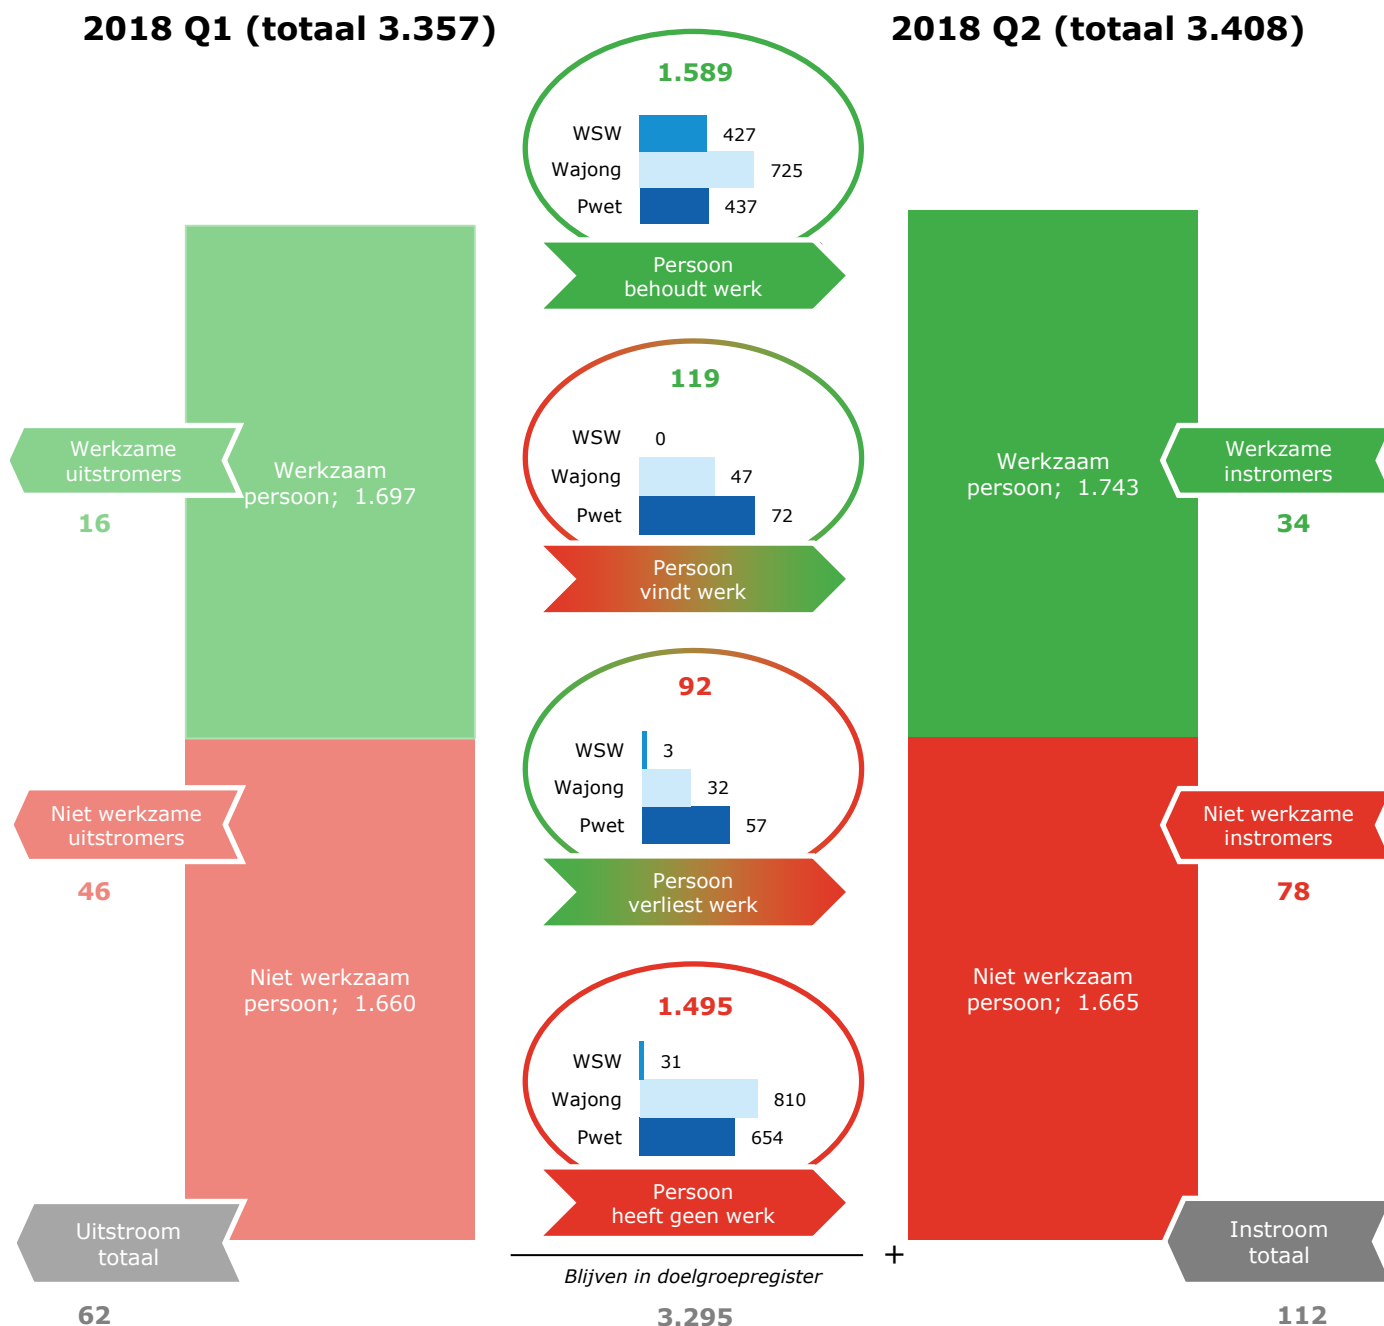 2018 Q1 (totaal 3.357)
2018 Q2 (totaal 3.408)
1.589
WSW 427
Wajong 725
Pwet 437
Persoon
behoudt werk
119
WSW 0
Wajong 47
Pwet 72
Persoon
vindt werk
92
WSW 3
Wajong 32
Pwet 57
Persoon
verliest werk
1.495
WSW 31
Wajong 810
Pwet 654
Persoon
heeft geen werk
+
Blijven in doelgroepregister
3.295
Werkzame
uitstromers
16
Werkzaam
persoon; 1.697
Niet werkzame
uitstromers
46
Niet werkzaam
persoon; 1.660
Uitstroom
totaal
62
Werkzaam
persoon; 1.743
Werkzame
instromers
34
Niet werkzame
instromers
78
Niet werkzaam
persoon; 1.665
Instroom
totaal
112